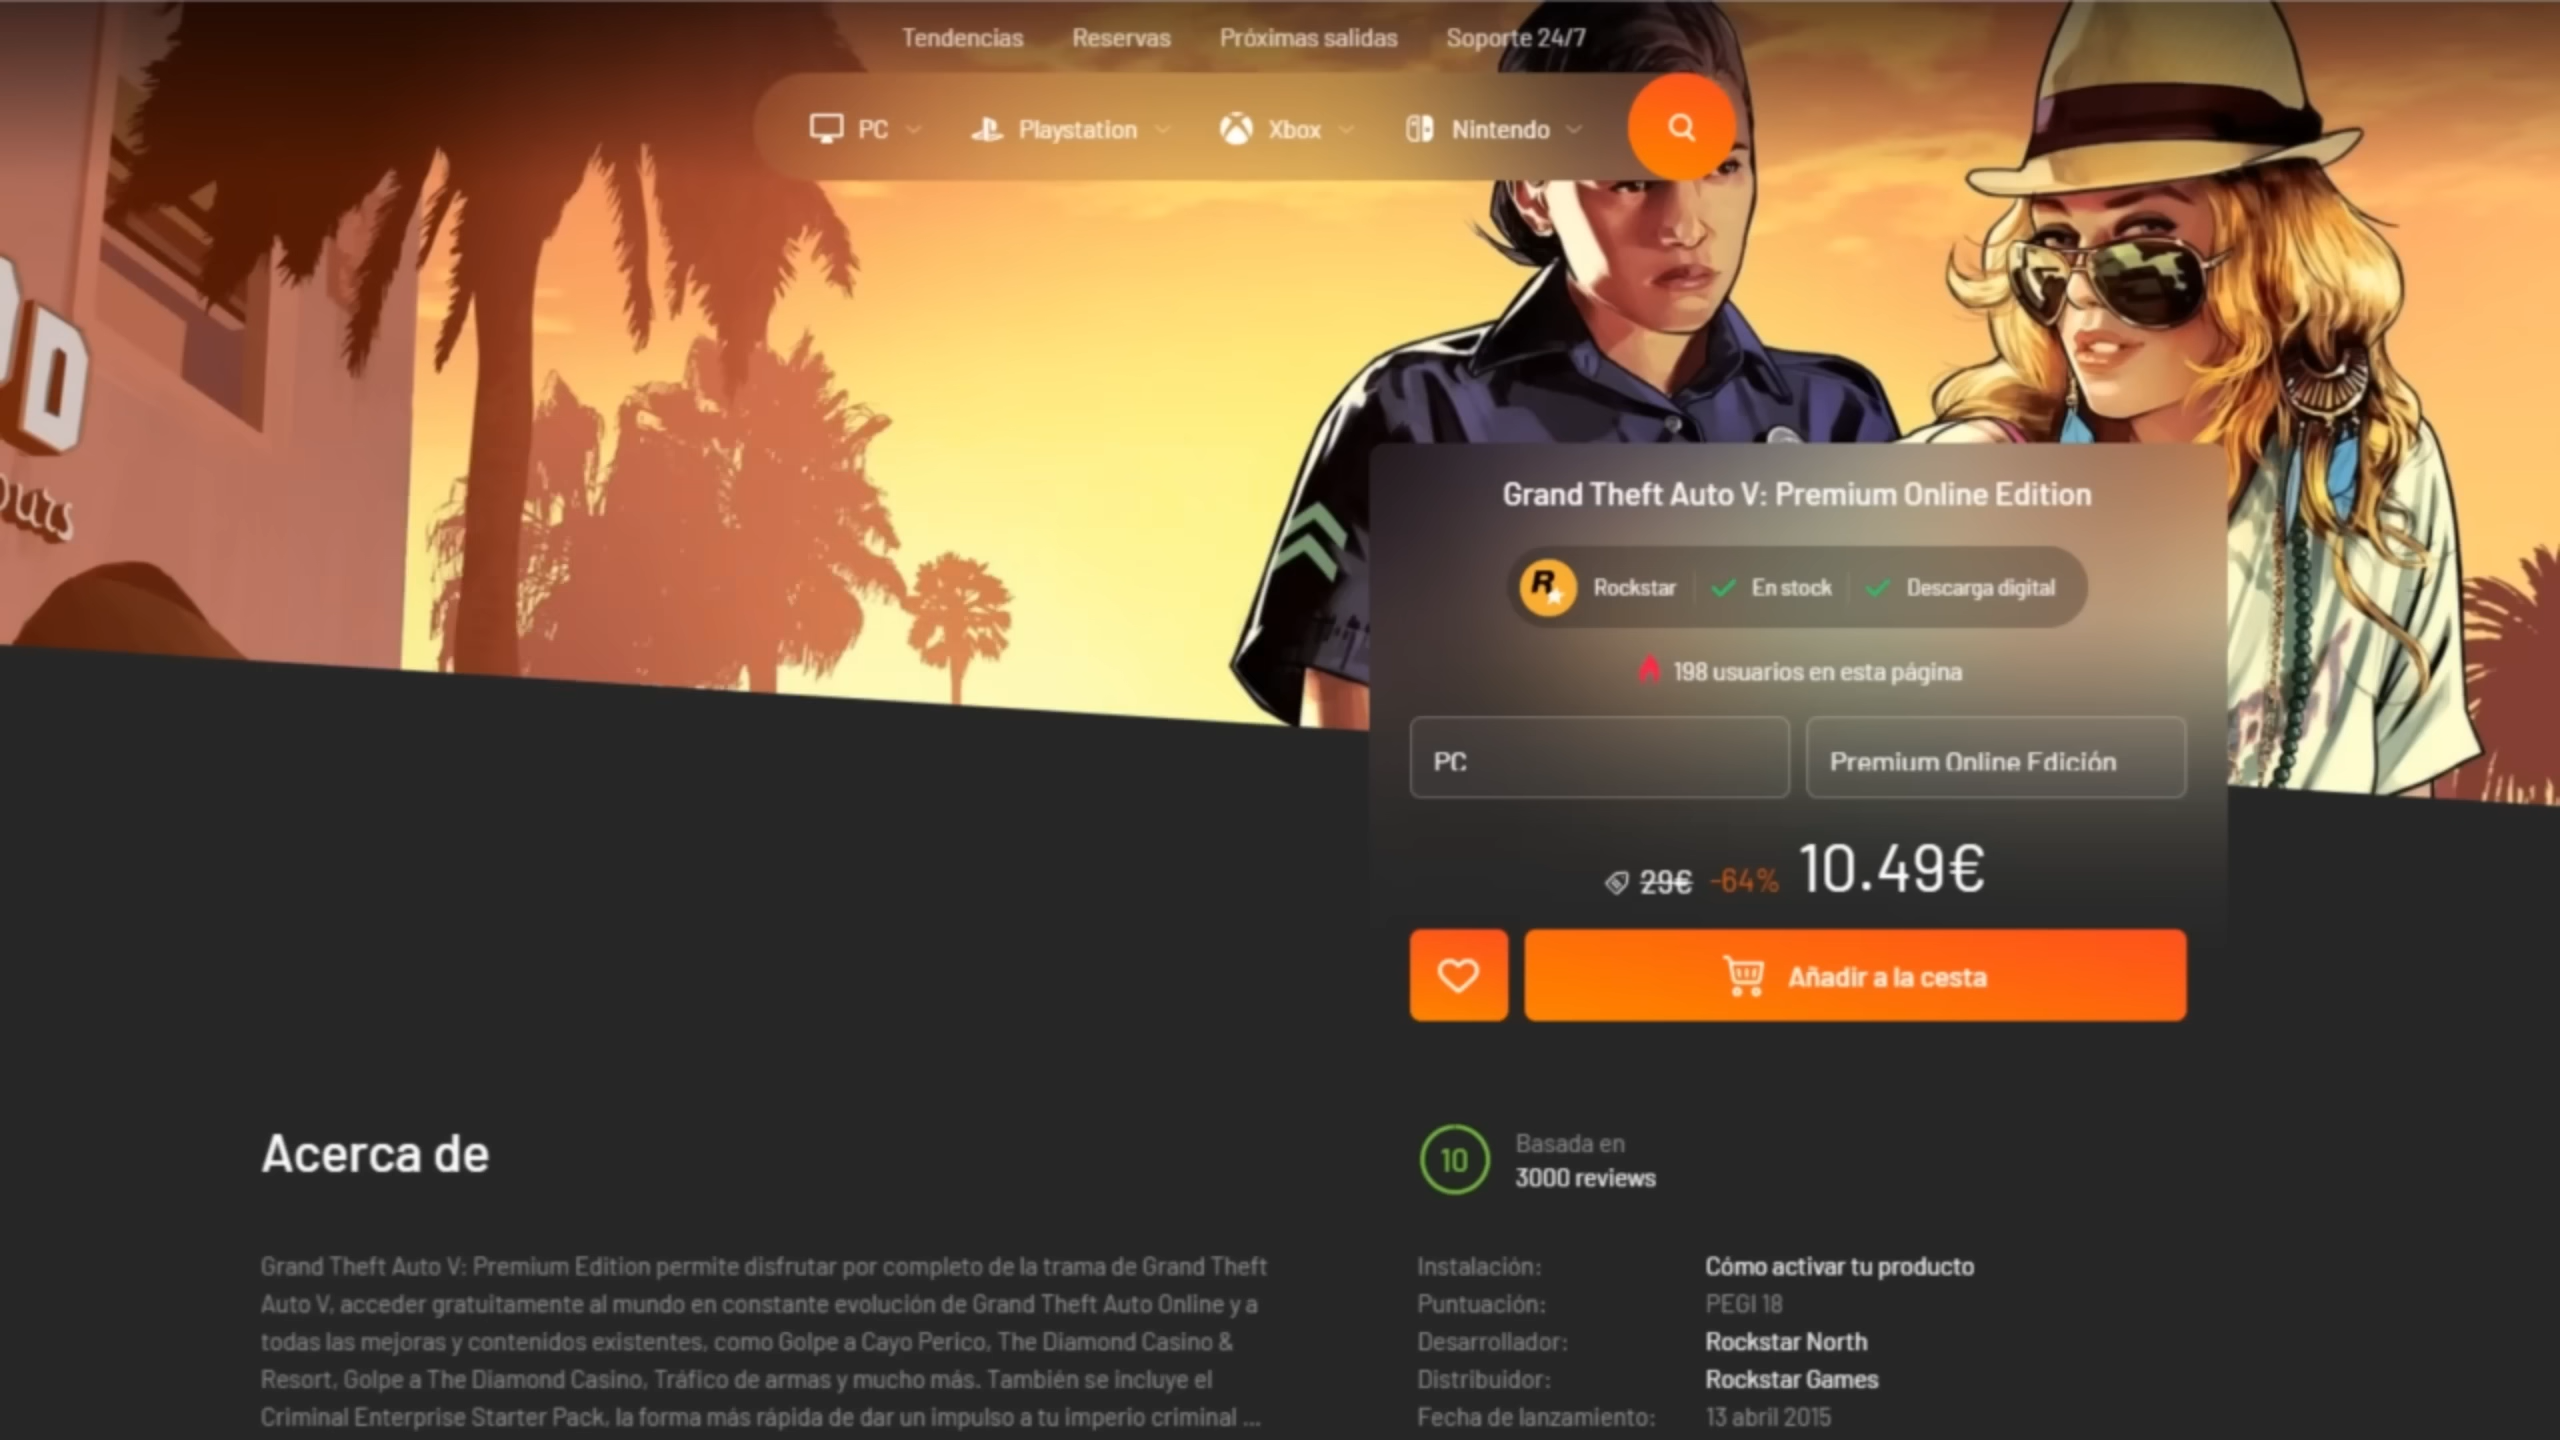 Tendencias Reservas Próximas salidas Soporte 24/7
PC Playstation Xbox Nintendo
D
ours
Grand Theft Auto V: Premium Online Edition
R Rockstar En stock Descarga digital
198 usuarios en esta página
PC Premium Online Edición
29€ -64% 10.49€
Añadir a la cesta
Acerca de
10 Basada en
3000 reviews
Grand Theft Auto V: Premium Edition permite disfrutar por completo de la trama de Grand Theft
Auto V, acceder gratuitamente al mundo en constante evolución de Grand Theft Auto Online y a
todas las mejoras y contenidos existentes, como Golpe a Cayo Perico, The Diamond Casino &
Resort, Golpe a The Diamond Casino, Tráfico de armas y mucho más. También se incluye el
Criminal Enterprise Starter Pack, la forma más rápida de dar un impulso a tu imperio criminal ...
Instalación: Cómo activar tu producto
Puntuación: PEGI 18
Desarrollador: Rockstar North
Distribuidor: Rockstar Games
Fecha de lanzamiento: 13 abril 2015